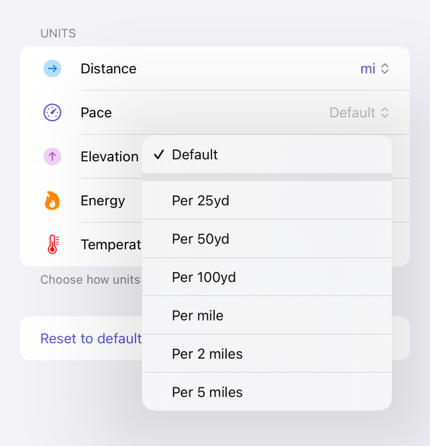 UNITS
Distance mi
Pace Default
Elevation
Default
Energy
Per 25yd
Per 50yd
Temperat
Per 100yd
Choose how units
Per mile
Reset to default
Per 2 miles
Per 5 miles